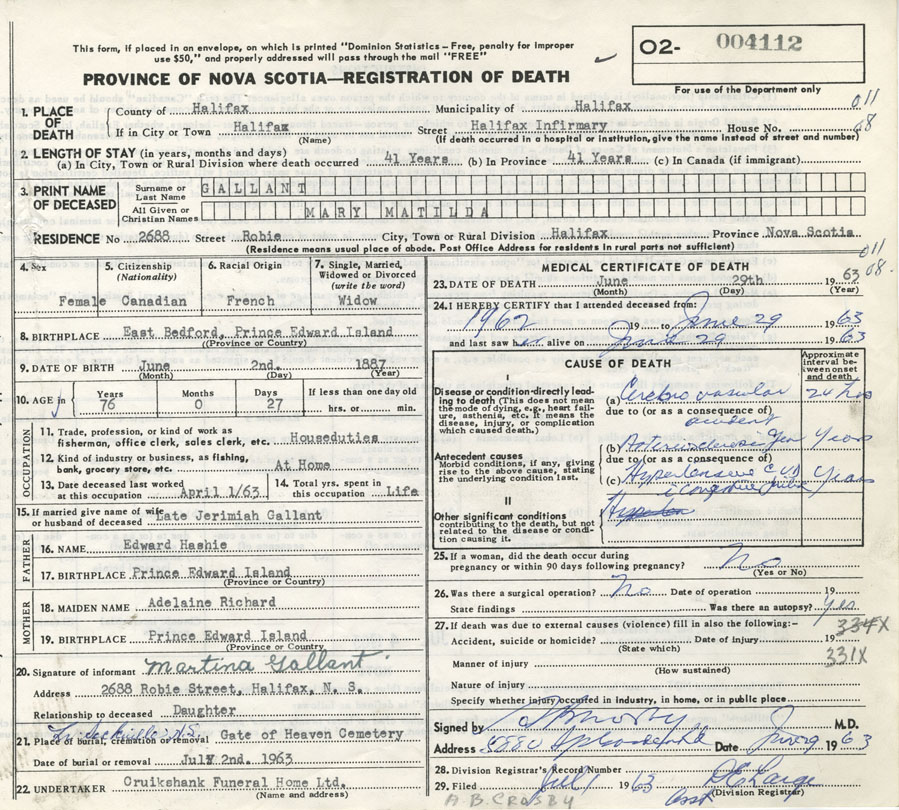 This form, if placed in an envelope, on which is printed "Dominion Statistics – Free, penalty for improper
use $50," and properly addressed will pass through the mail "FREE"
O2- 004112
PROVINCE OF NOVA SCOTIA—REGISTRATION OF DEATH
For use of the Department only
1. PLACE OF DEATH
County of Halifax Municipality of Halifax 011
If in City or Town Halifax (Name) Street Halifax Infirmary House No. 08
(If death occurred in a hospital or institution, give the name instead of street and number)
2. LENGTH OF STAY (in years, months and days)
(a) In City, Town or Rural Division where death occurred 41 Years (b) In Province 41 Years (c) In Canada (if immigrant)
3. PRINT NAME OF DECEASED
Surname or Last Name GALLANT
All Given or Christian Names MARY MATILDA
RESIDENCE No 2688 Street Robie City, Town or Rural Division Halifax Province Nova Scotia
(Residence means usual place of abode. Post Office Address for residents in rural parts not sufficient)
011
08.
4. Sex
Female
5. Citizenship (Nationality)
Canadian
6. Racial Origin
French
7. Single, Married, Widowed or Divorced (write the word)
Widow
8. BIRTHPLACE East Bedford, Prince Edward Island
(Province or Country)
9. DATE OF BIRTH June 2nd. 1887
(Month) (Day) (Year)
10. AGE in Years 76 Months 0 Days 27 If less than one day old hrs. or min.
OCCUPATION
11. Trade, profession or kind of work as fisherman, office clerk, sales clerk, etc. Houseduties
12. Kind of industry or business, as fishing, bank, grocery store, etc. At Home
13. Date deceased last worked at this occupation April 1/63
14. Total yrs. spent in this occupation Life
15. If married give name of wife or husband of deceased Late Jerimiah Gallant
FATHER
16. NAME Edward Hashie
17. BIRTHPLACE Prince Edward Island
(Province or Country)
MOTHER
18. MAIDEN NAME Adelaine Richard
19. BIRTHPLACE Prince Edward Island
(Province or Country
20. Signature of informant Martina Gallant
Address 2688 Robie Street, Halifax, N. S.
Relationship to deceased Daughter
21. Place of burial, cremation or removal Gate of Heaven Cemetery
Date of burial or removal July 2nd. 1963
22. UNDERTAKER Cruikshank Funeral Home Ltd.
(Name and address)
MEDICAL CERTIFICATE OF DEATH
23. DATE OF DEATH June 29th 1963
(Month) (Day) (Year)
24. I HEREBY CERTIFY that I attended deceased from:
1962 19 to June 29 1963
and last saw h alive on June 29 1963
CAUSE OF DEATH
Approximate interval between onset and death
I
Disease or condition directly leading to death (This does not mean the mode of dying, e.g., heart failure, asthenia, etc. It means the disease, injury, or complication which caused death.)
(a) Cerebro vascular accident
due to (or as a consequence of
Antecedent causes
Morbid conditions, if any, giving rise to the above cause, stating the underlying condition last.
(b) Years
due to (or as a consequence of)
(c) Hypertensive Years
II
Other significant conditions
contributing to the death, but not related to the disease or condition causing it.
25. If a woman, did the death occur during pregnancy or within 90 days following pregnancy? No
(Yes or No)
26. Was there a surgical operation? No Date of operation 19
State findings Was there an autopsy? Yes
27. If death was due to external causes (violence) fill in also the following:–
334X
Accident, suicide or homicide? Date of injury 19
(State which)
331X
Manner of injury
(How sustained)
Nature of injury
Specify whether injury occurred in Industry, in home, or in public place
Signed by M.D.
Address Date 1963
28. Division Registrar's Record Number
29. Filed Jul 1 1963
(Division Registrar)
A. B. CROSBY